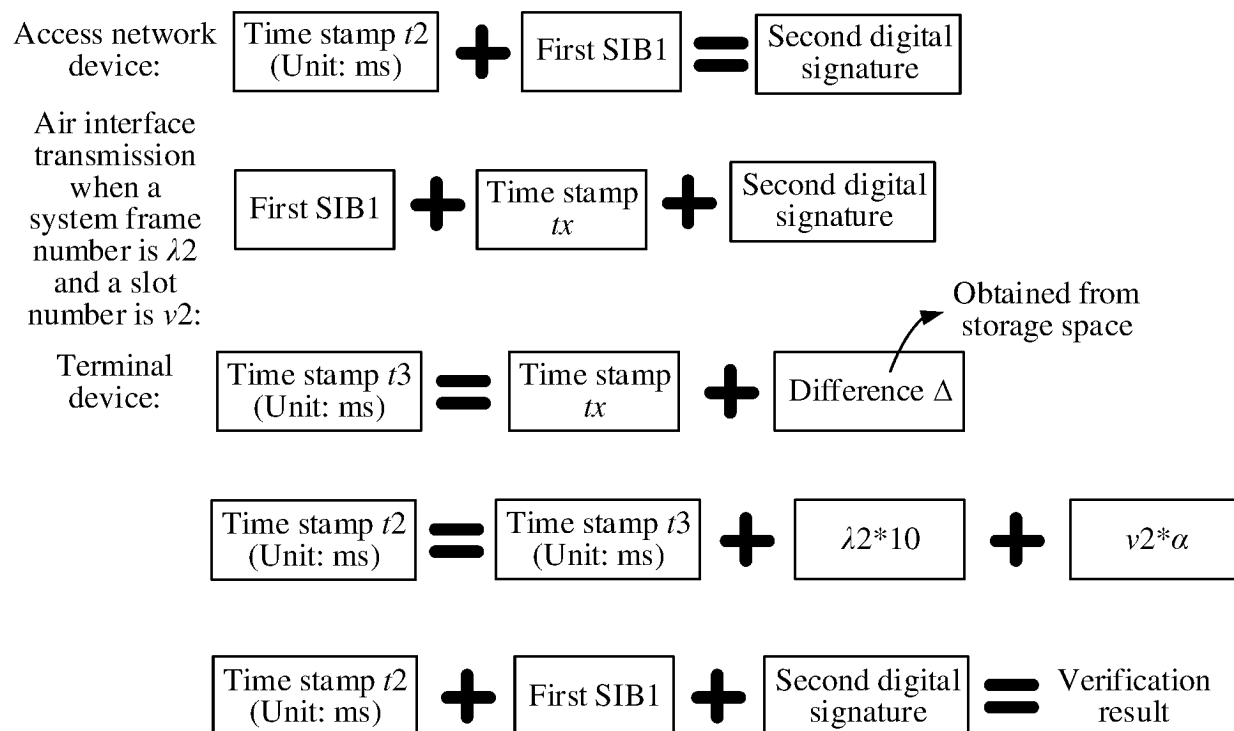 Access network
device:
Time stamp t2
(Unit: ms)
+
First SIB1
=
Second digital
signature
Air interface
transmission
when a
system frame
number is λ2
and a slot
number is v2:
First SIB1
+
Time stamp
tx
+
Second digital
signature
Obtained from
storage space
Terminal
device:
Time stamp t3
(Unit: ms)
=
Time stamp
tx
+
Difference Δ
Time stamp t2
(Unit: ms)
=
Time stamp t3
(Unit: ms)
+
λ2*10
+
v2*α
Time stamp t2
(Unit: ms)
+
First SIB1
+
Second digital
signature
=
Verification
result